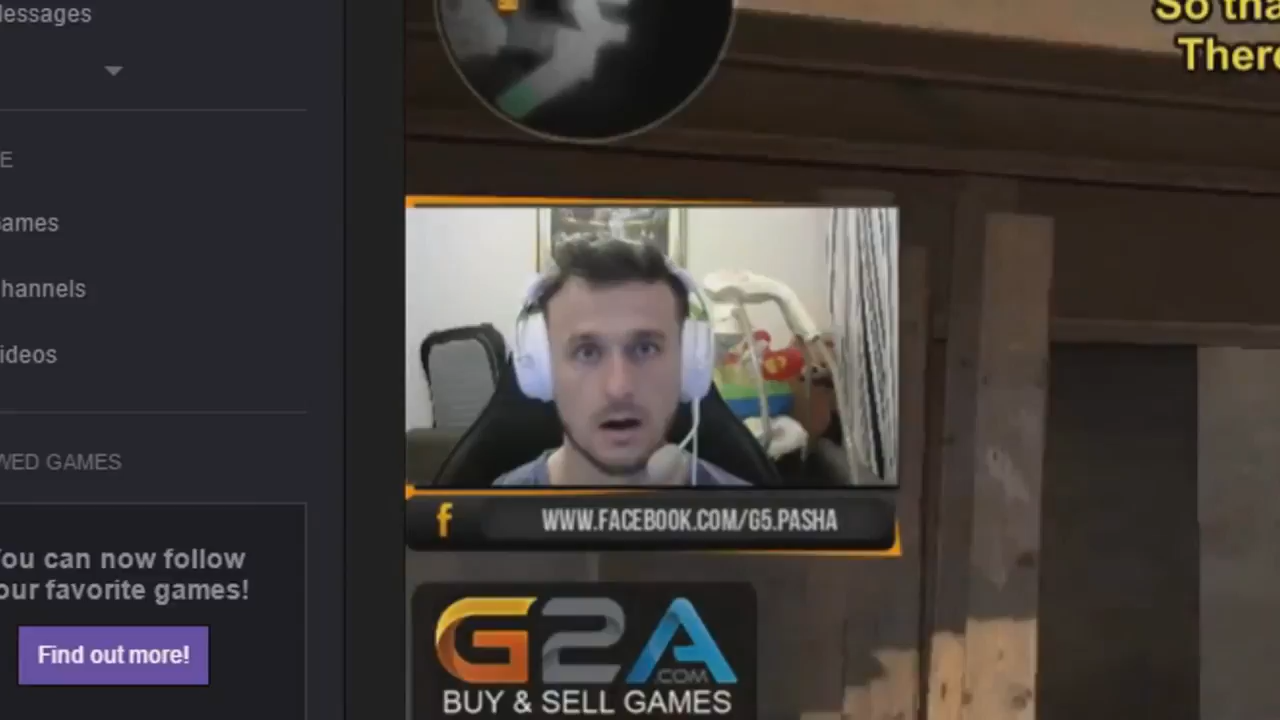 essages
E
ames
hannels
ideos
WED GAMES
You can now follow
our favorite games!
Find out more!
So tha
There
f
WWW.FACEBOOK.COM/G5.PASHA
G2A
.COM
BUY & SELL GAMES